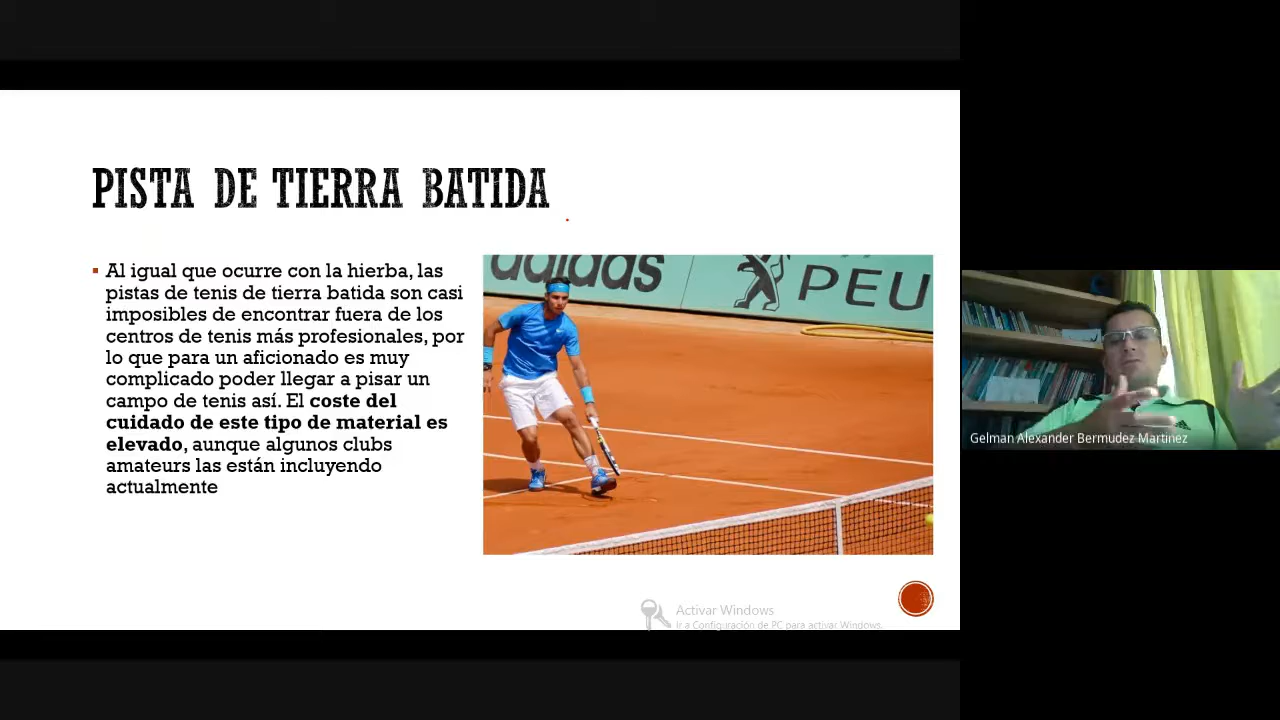 PISTA DE TIERRA BATIDA
Al igual que ocurre con la hierba, las
pistas de tenis de tierra batida son casi
imposibles de encontrar fuera de los
centros de tenis más profesionales, por
lo que para un aficionado es muy
complicado poder llegar a pisar un
campo de tenis así. El coste del
cuidado de este tipo de material es
elevado, aunque algunos clubs
amateurs las están incluyendo
actualmente
adidas
PEU
Activar Windows
Ir a Configuración de PC para activar Windows.
Gelman Alexander Bermudez Martinez